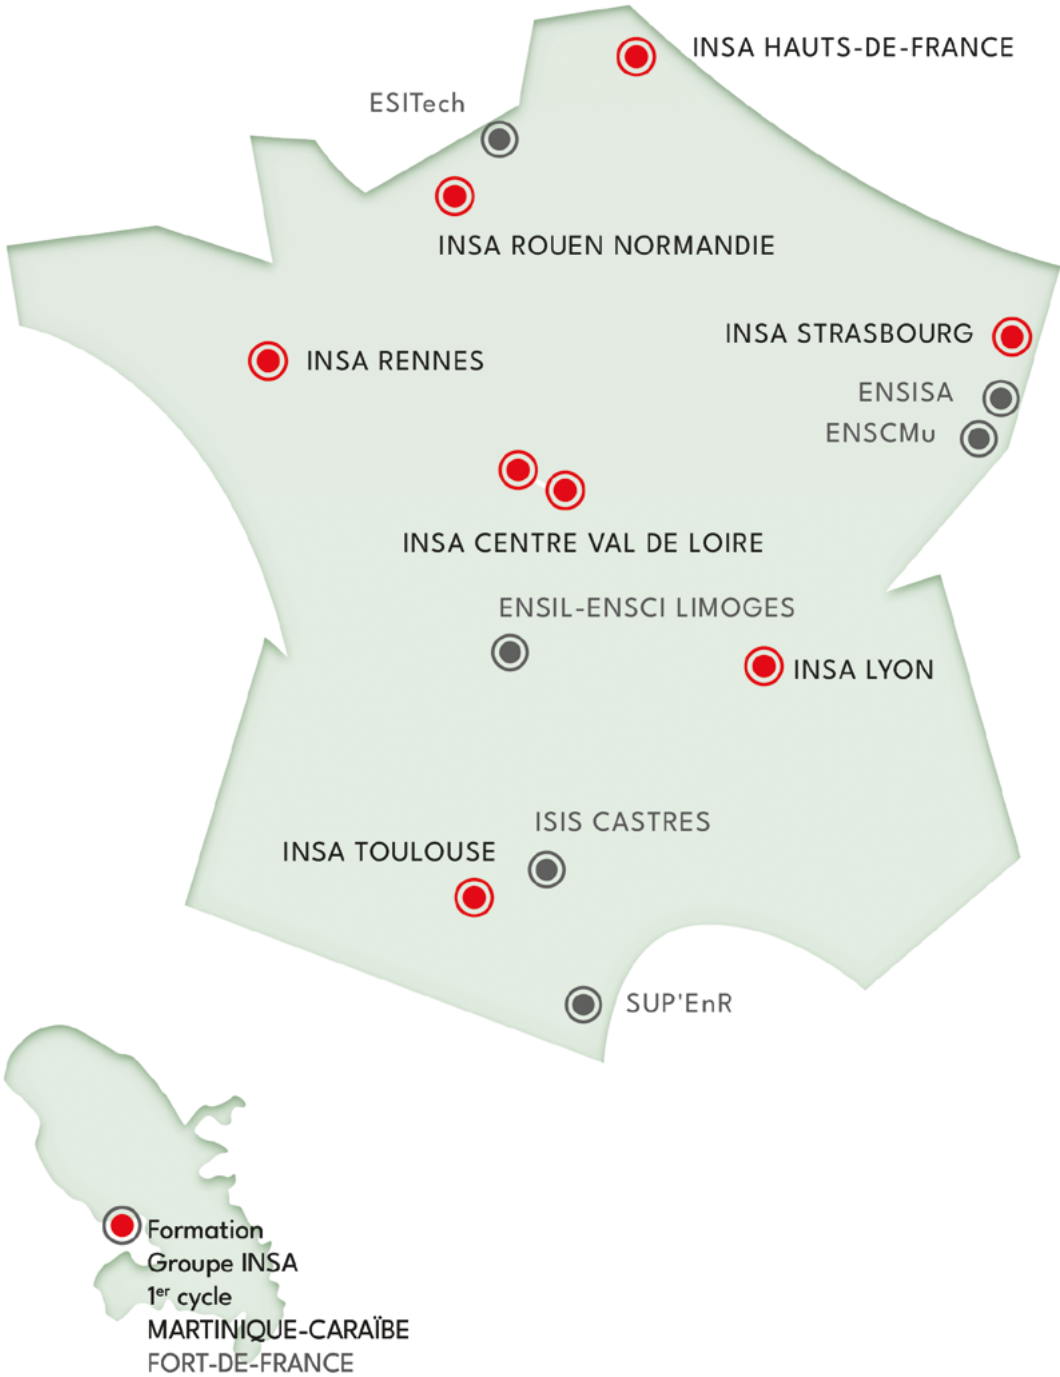 INSA HAUTS-DE-FRANCE
ESITech
INSA ROUEN NORMANDIE
INSA STRASBOURG
INSA RENNES
ENSISA
ENSCMu
INSA CENTRE VAL DE LOIRE
ENSIL-ENSCI LIMOGES
INSA LYON
ISIS CASTRES
INSA TOULOUSE
SUP'EnR
Formation
Groupe INSA
1er cycle
MARTINIQUE-CARAÏBE
FORT-DE-FRANCE